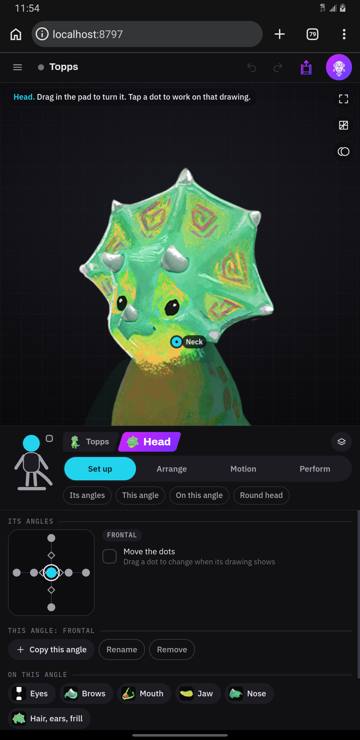 11:54
localhost:8797
79
Topps
Head. Drag in the pad to turn it. Tap a dot to work on that drawing.
Neck
Topps
Head
Set up
Arrange
Motion
Perform
Its angles
This angle
On this angle
Round head
ITS ANGLES
FRONTAL
Move the dots
Drag a dot to change when its drawing shows
THIS ANGLE: FRONTAL
+ Copy this angle
Rename
Remove
ON THIS ANGLE
Eyes
Brows
Mouth
Jaw
Nose
Hair, ears, frill